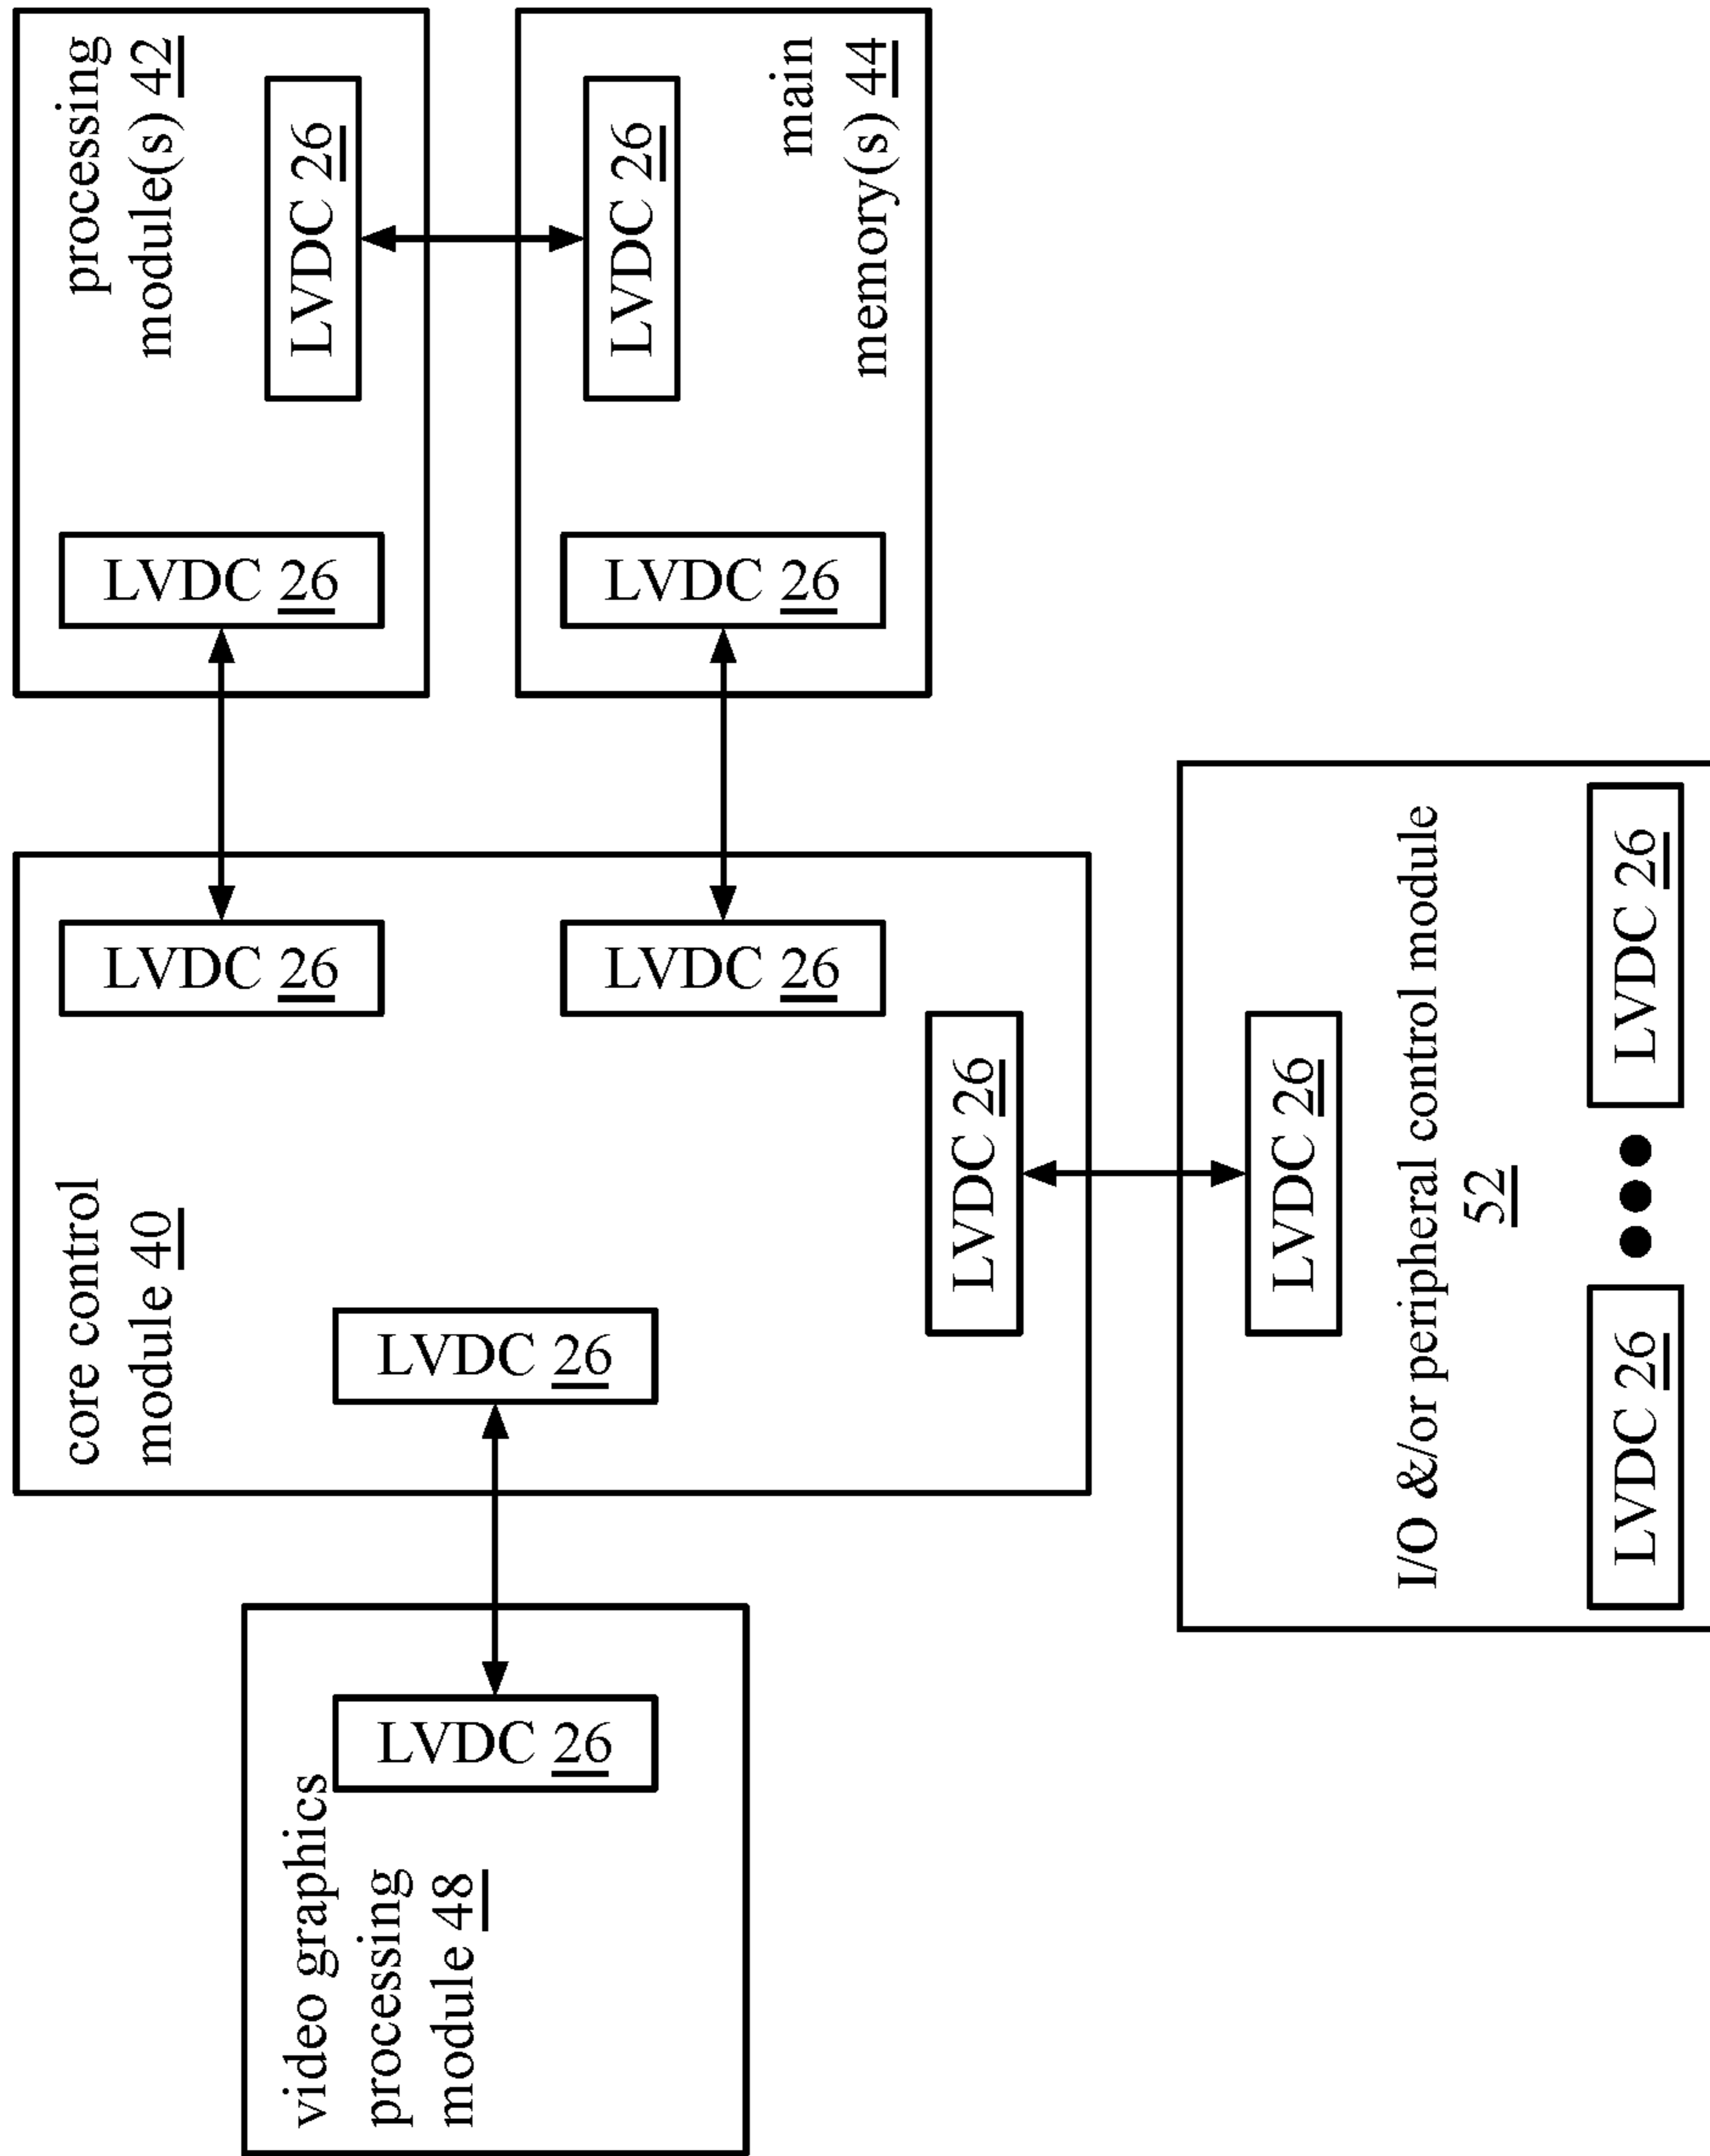 processing
module(s) 42
LVDC 26
LVDC 26
LVDC 26
main
memory(s) 44
LVDC 26
core control
module 40
LVDC 26
LVDC 26
LVDC 26
LVDC 26
video graphics
processing
module 48
LVDC 26
LVDC 26
I/O &/or peripheral control module
52
LVDC 26
LVDC 26